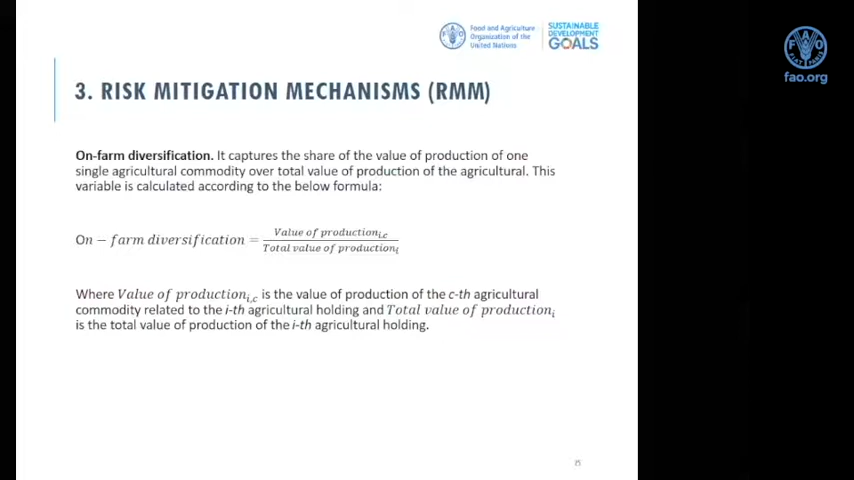 Food and Agriculture
Organization of the
United Nations
SUSTAINABLE
DEVELOPMENT
GOALS
fao.org
3. RISK MITIGATION MECHANISMS (RMM)
On-farm diversification. It captures the share of the value of production of one
single agricultural commodity over total value of production of the agricultural. This
variable is calculated according to the below formula:
On − farm diversification = Value of production_{i,c} / Total value of production_i
Where Value of production_{i,c} is the value of production of the c-th agricultural
commodity related to the i-th agricultural holding and Total value of production_i
is the total value of production of the i-th agricultural holding.